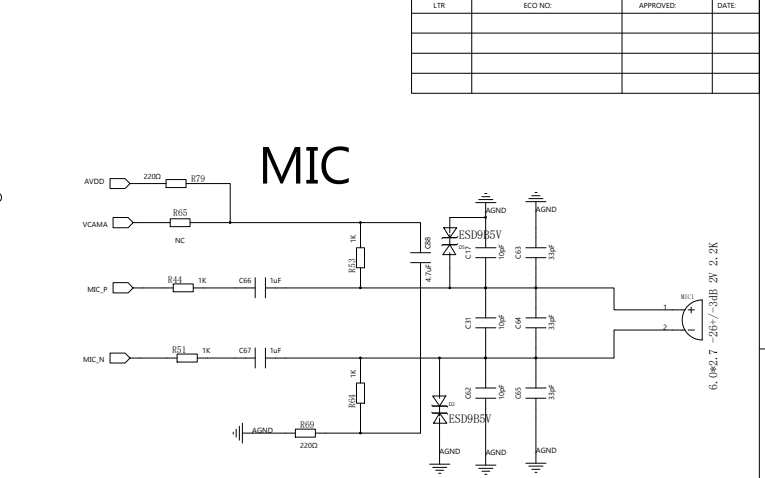 LTR ECO NO: APPROVED: DATE:
MIC
AVDD 220Ω R79
VCAMA R65
NC
1K
R53
C88
4.7uF
AGND
AGND
ESD9B5V
C17
10pF
C63
33pF
MIC_P R44 1K C66 1uF
C31
10pF
C64
33pF
MIC1
1
+
2
-
6.0*2.7 -26+/-3dB 2V 2.2K
MIC_N R51 1K C67 1uF
1K
R64
D2
ESD9B5V
C62
10pF
C65
33pF
AGND R69
220Ω
AGND
AGND
AGND